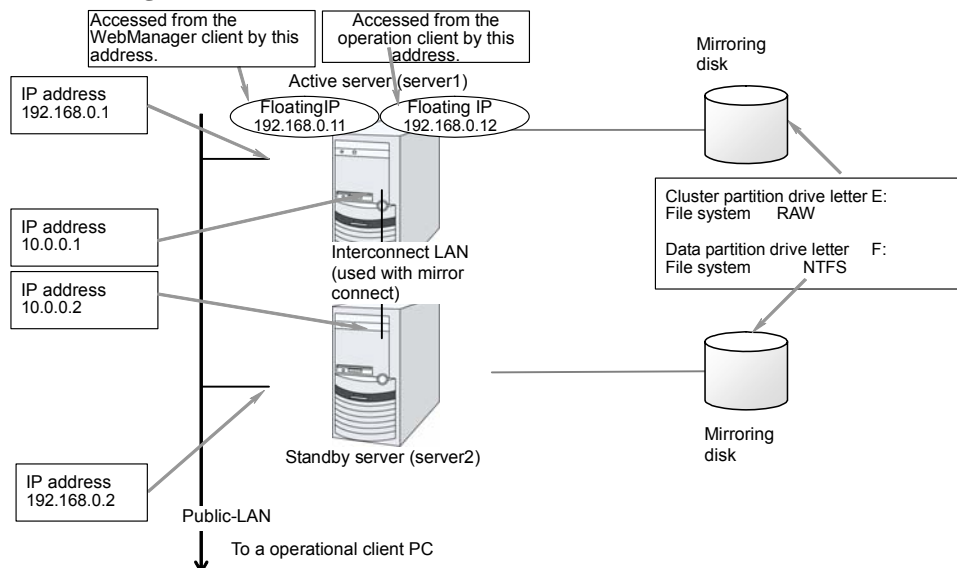 Accessed from the
WebManager client by this
address.
Accessed from the
operation client by this
address.
Mirroring
disk
Active server (server1)
IP address
192.168.0.1
FloatingIP
192.168.0.11
Floating IP
192.168.0.12
Cluster partition drive letter E:
File system RAW
Data partition drive letter F:
File system NTFS
IP address
10.0.0.1
Interconnect LAN
(used with mirror
connect)
IP address
10.0.0.2
Mirroring
disk
Standby server (server2)
IP address
192.168.0.2
Public-LAN
To a operational client PC